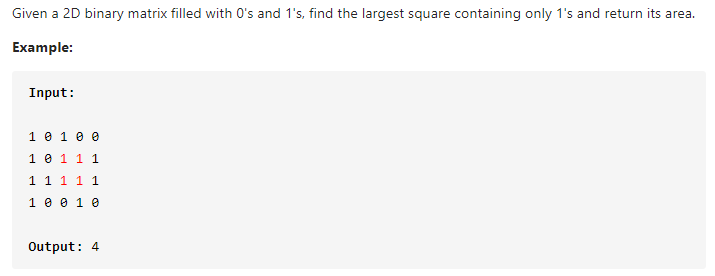 Given a 2D binary matrix filled with 0's and 1's, find the largest square containing only 1's and return its area.
Example:
Input:
1 0 1 0 0
1 0 1 1 1
1 1 1 1 1
1 0 0 1 0
Output: 4